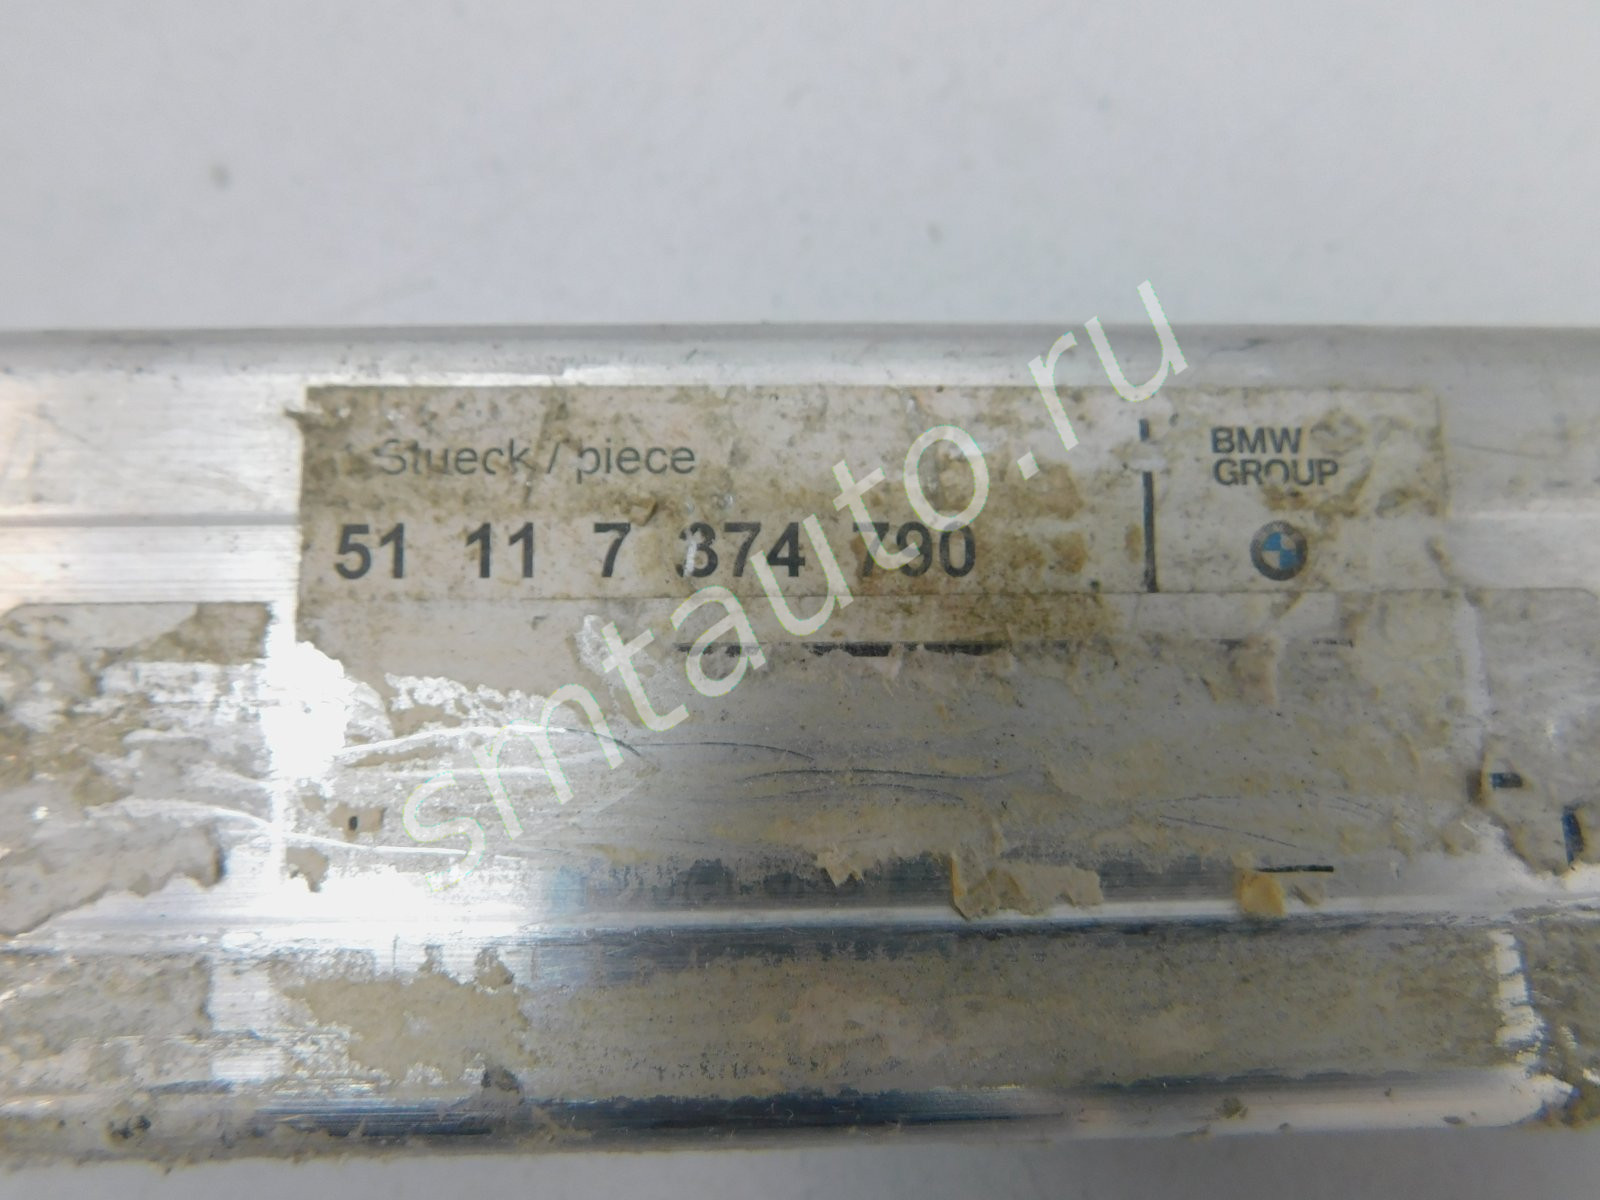 Stueck / piece
51 11 7 374 790
BMW
GROUP
smtauto.ru